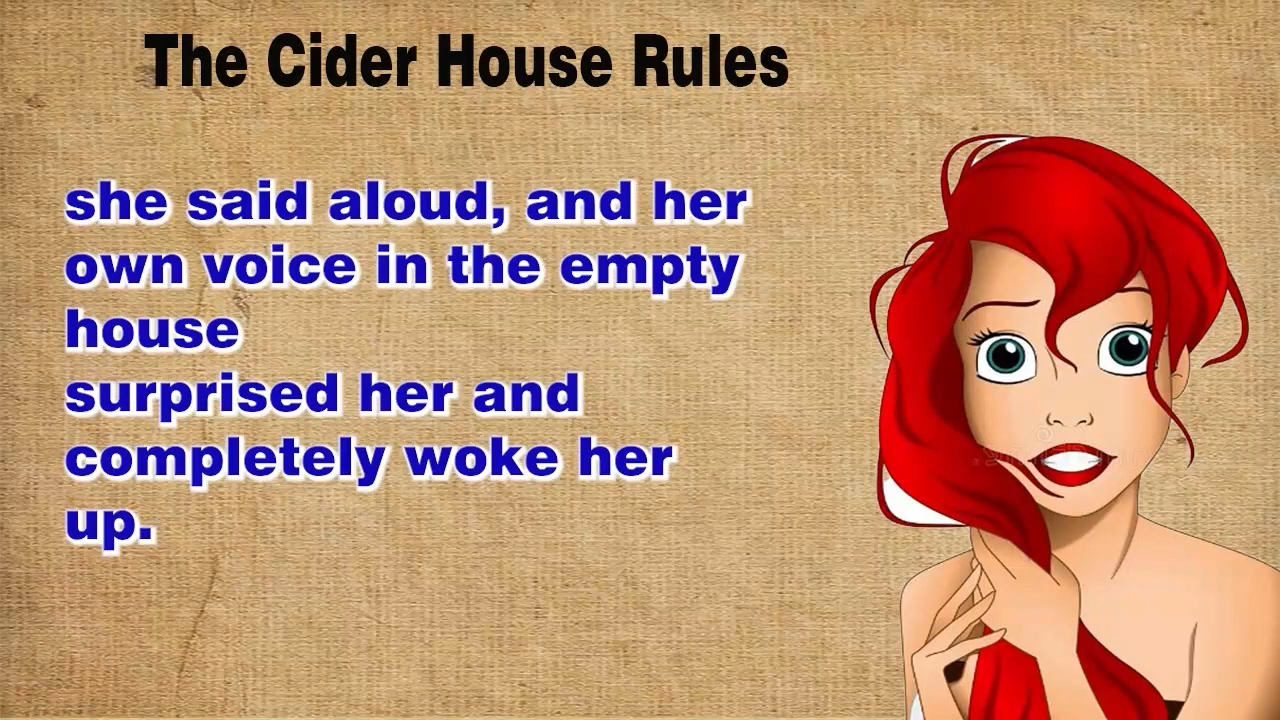 The Cider House Rules
she said aloud, and her
own voice in the empty
house
surprised her and
completely woke her
up.